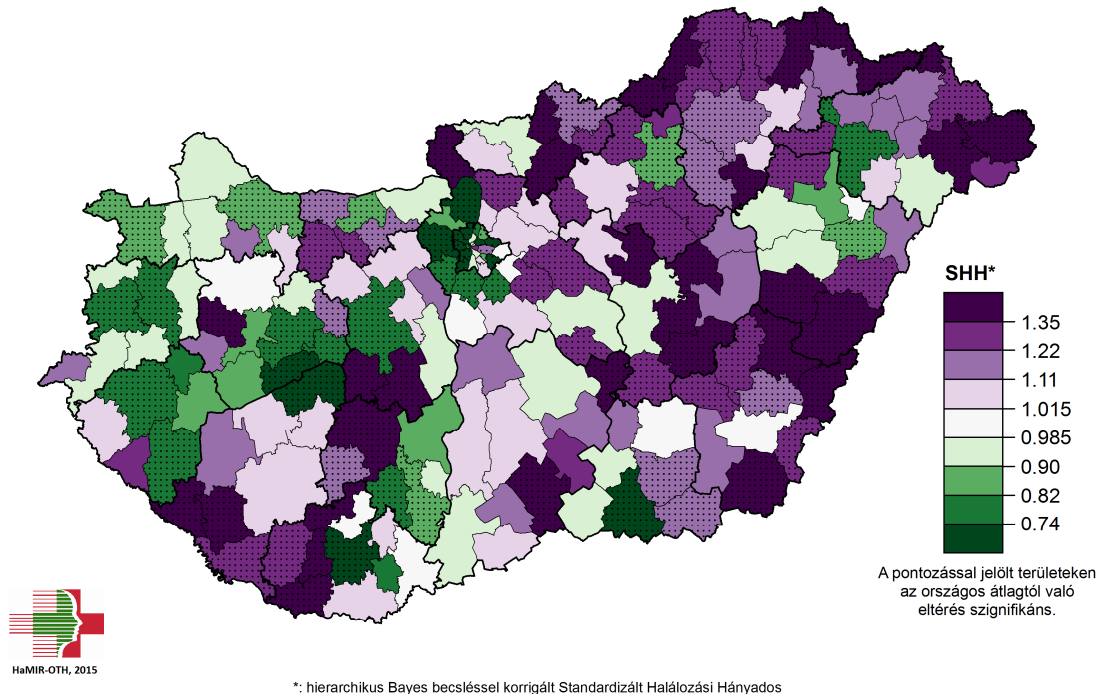 SHH*
1.35
1.22
1.11
1.015
0.985
0.90
0.82
0.74
A pontozással jelölt területeken
az országos átlagtól való
eltérés szignifikáns.
HaMIR-OTH, 2015
*: hierarchikus Bayes becsléssel korrigált Standardizált Halálozási Hányados